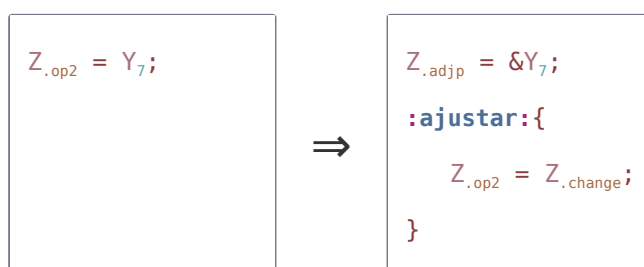 Z.op2 = Y7;
⇒
Z.adjp = &Y7;
:ajustar:{
Z.op2 = Z.change;
}